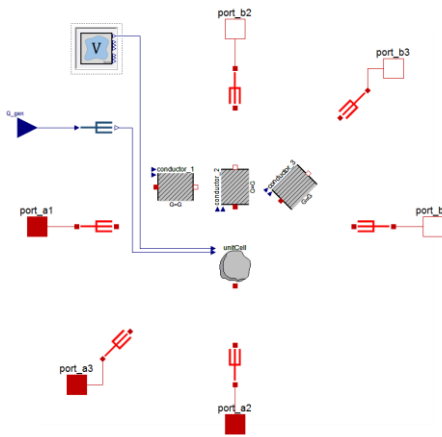 port_b2
V
port_b3
Q_gen
conductor_1
conductor_2
conductor_3
G=G
G=G
G=G
port_a1
port_b
unitCell
port_a3
port_a2